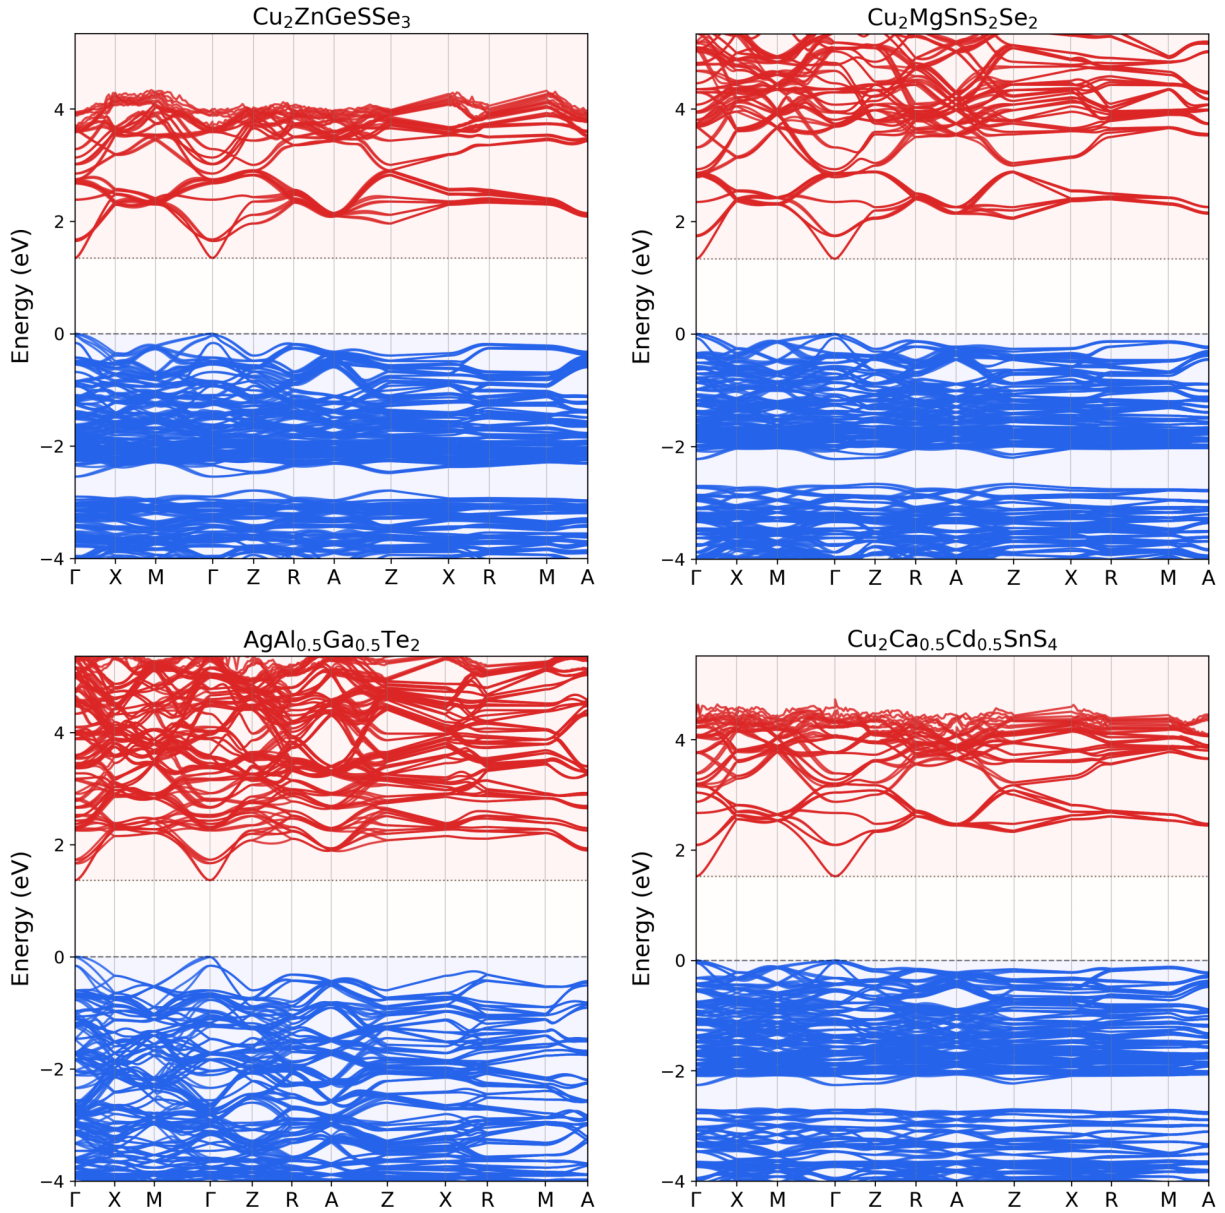 Cu₂ZnGeSSe₃
Energy (eV)
4
2
0
−2
−4
Γ X M Γ Z R A Z X R M A
Cu₂MgSnS₂Se₂
Energy (eV)
4
2
0
−2
−4
Γ X M Γ Z R A Z X R M A
AgAl₀.₅Ga₀.₅Te₂
Energy (eV)
4
2
0
−2
−4
Γ X M Γ Z R A Z X R M A
Cu₂Ca₀.₅Cd₀.₅SnS₄
Energy (eV)
4
2
0
−2
−4
Γ X M Γ Z R A Z X R M A